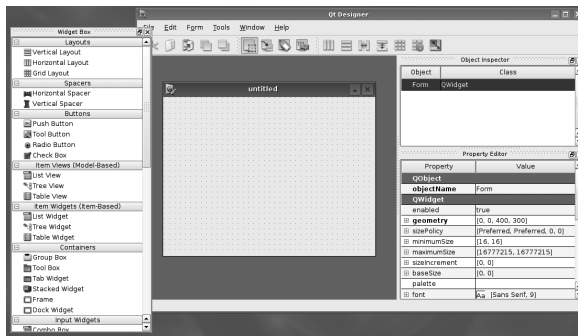 Qt Designer
Edit Form Tools Window Help
Widget Box
Layouts
Vertical Layout
Horizontal Layout
Grid Layout
Spacers
Horizontal Spacer
Vertical Spacer
Buttons
Push Button
Tool Button
Radio Button
Check Box
Item Views (Model-Based)
List View
Tree View
Table View
Item Widgets (Item-Based)
List Widget
Tree Widget
Table Widget
Containers
Group Box
Tool Box
Tab Widget
Stacked Widget
Frame
Dock Widget
Input Widgets
Combo Box
untitled
Object Inspector
Object Class
Form QWidget
Property Editor
Property Value
QObject
objectName Form
QWidget
enabled true
geometry [0, 0, 400, 300]
sizePolicy [Preferred, Preferred, 0, 0]
minimumSize [16, 16]
maximumSize [16777215, 16777215]
sizeIncrement [0, 0]
baseSize [0, 0]
palette
font Aa [Sans Serif, 9]